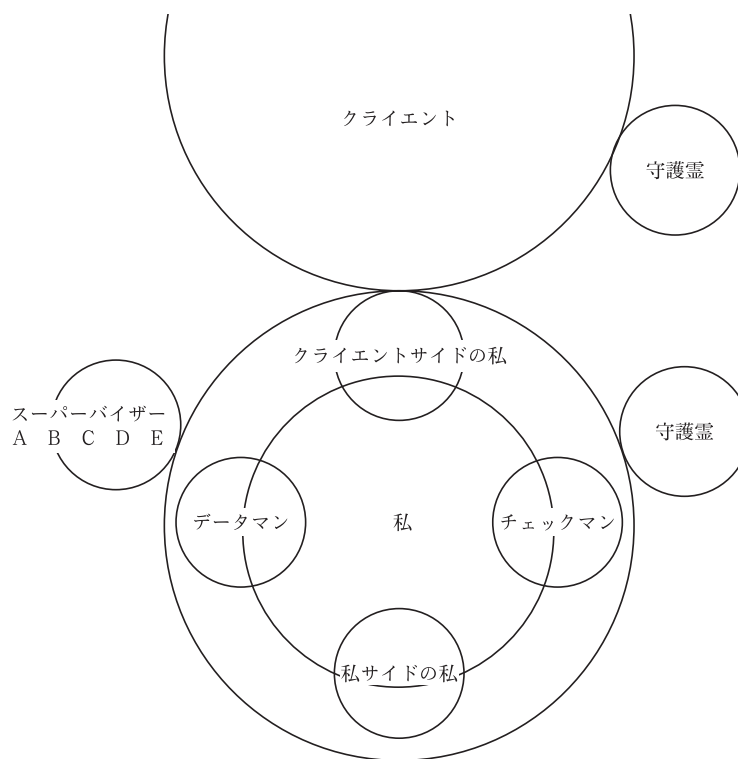 クライエント
守護霊
クライエントサイドの私
スーパーバイザー
A B C D E
守護霊
データマン
私
チェックマン
私サイドの私